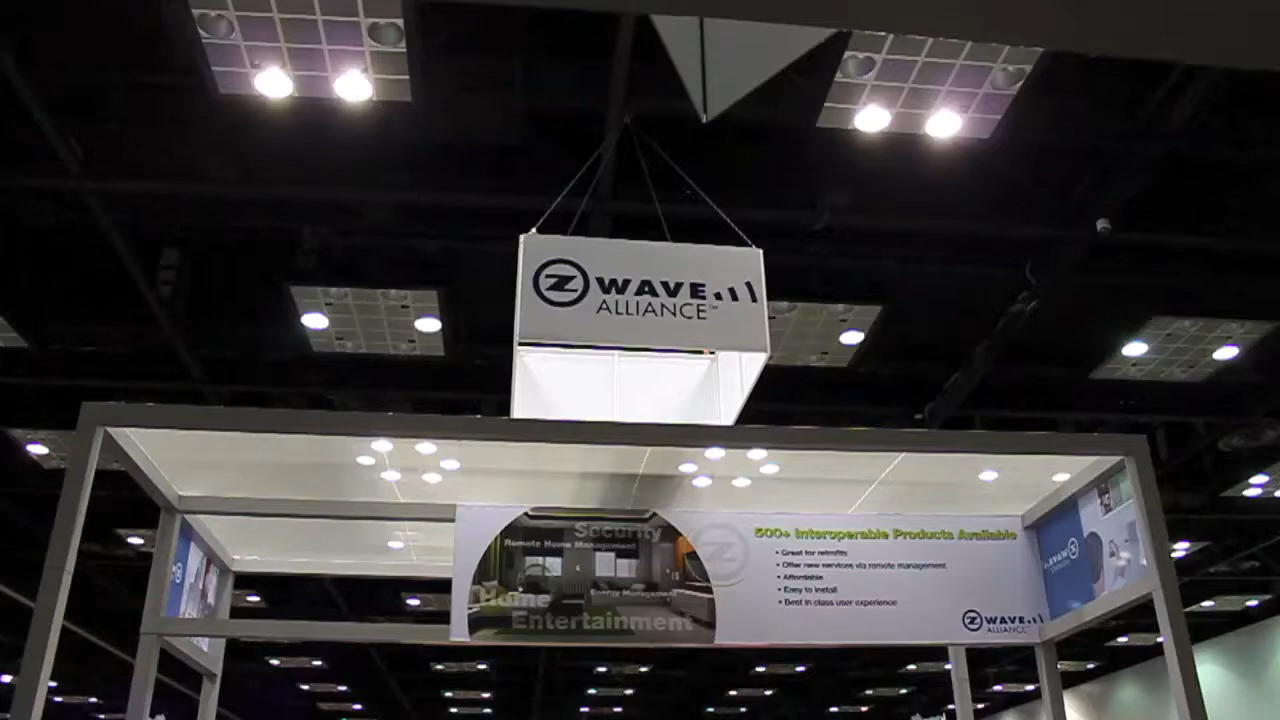 Z WAVE
ALLIANCE™
Security
Remote Home Management
Energy Management
Home
Entertainment
500+ Interoperable Products Available
• Great for retrofits
• Offer new services via remote management
• Affordable
• Easy to install
• Best in class user experience
Z WAVE
ALLIANCE